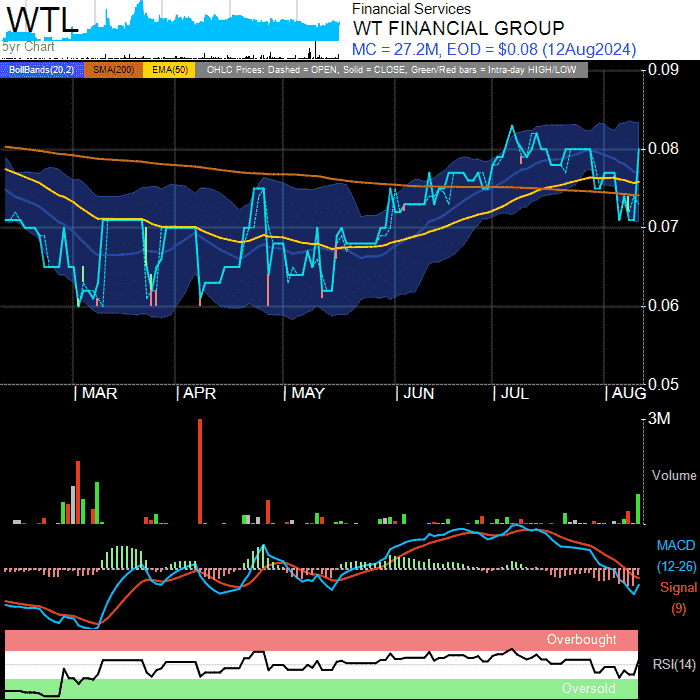 WTL
5yr Chart
Financial Services
WT FINANCIAL GROUP
MC = 27.2M, EOD = $0.08 (12Aug2024)
BollBands(20,2) SMA(200) EMA(50) OHLC Prices: Dashed = OPEN, Solid = CLOSE, Green/Red bars = Intra-day HIGH/LOW
0.09
0.08
0.07
0.06
0.05
MAR APR MAY JUN JUL AUG
3M
Volume
MACD
(12-26)
Signal
(9)
Overbought
RSI(14)
Oversold